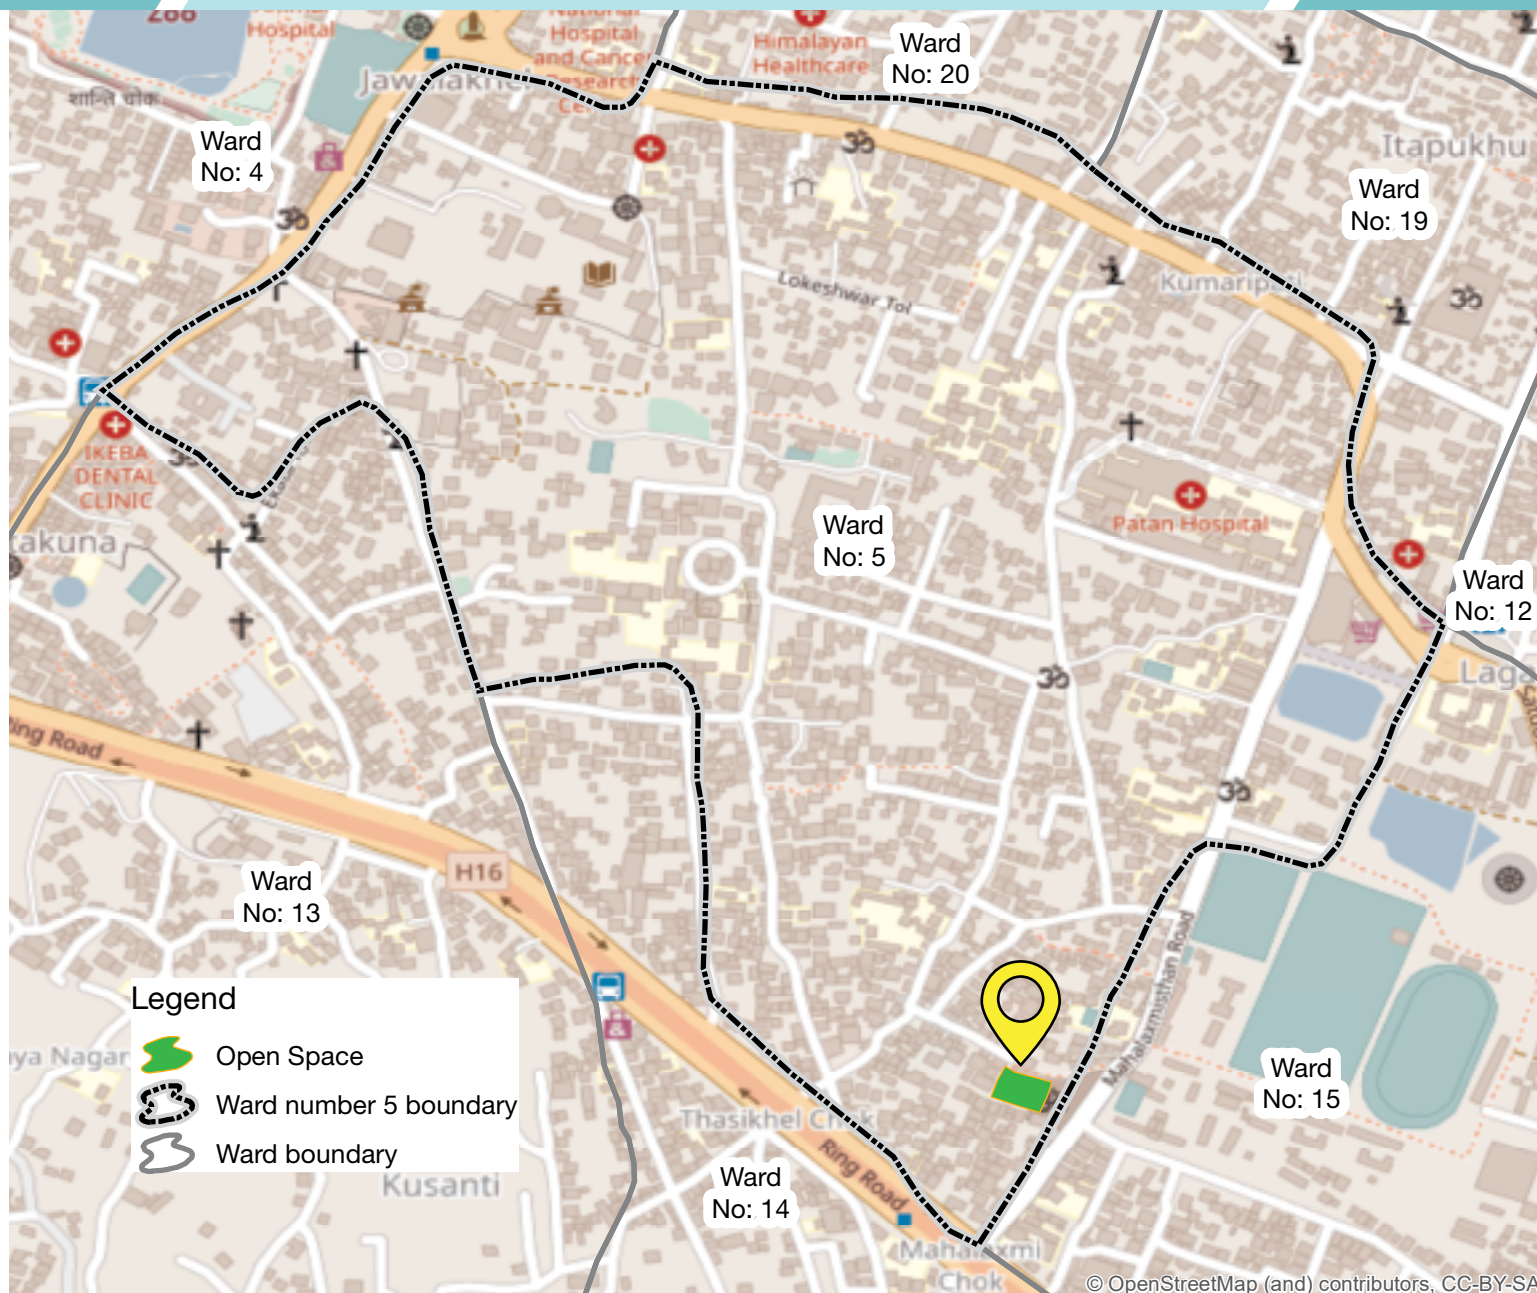 Hospital
National
Hospital
and Cancer
Research
Himalayan
Healthcare
Ward
No: 20
शान्ति चोक
Ward
No: 4
Itapukhu
Ward
No: 19
Lokeshwar Tol
IKEBA
DENTAL
CLINIC
Patan Hospital
Ward
No: 5
Ward
No: 12
Ring Road
H16
Ward
No: 13
Mahalaxmisthan Road
Legend
Open Space
Ward number 5 boundary
Ward boundary
Ward
No: 15
Thasikhel Chok
Ring Road
Kusanti
Ward
No: 14
Mahalaxmi
Chok
© OpenStreetMap (and) contributors, CC-BY-SA